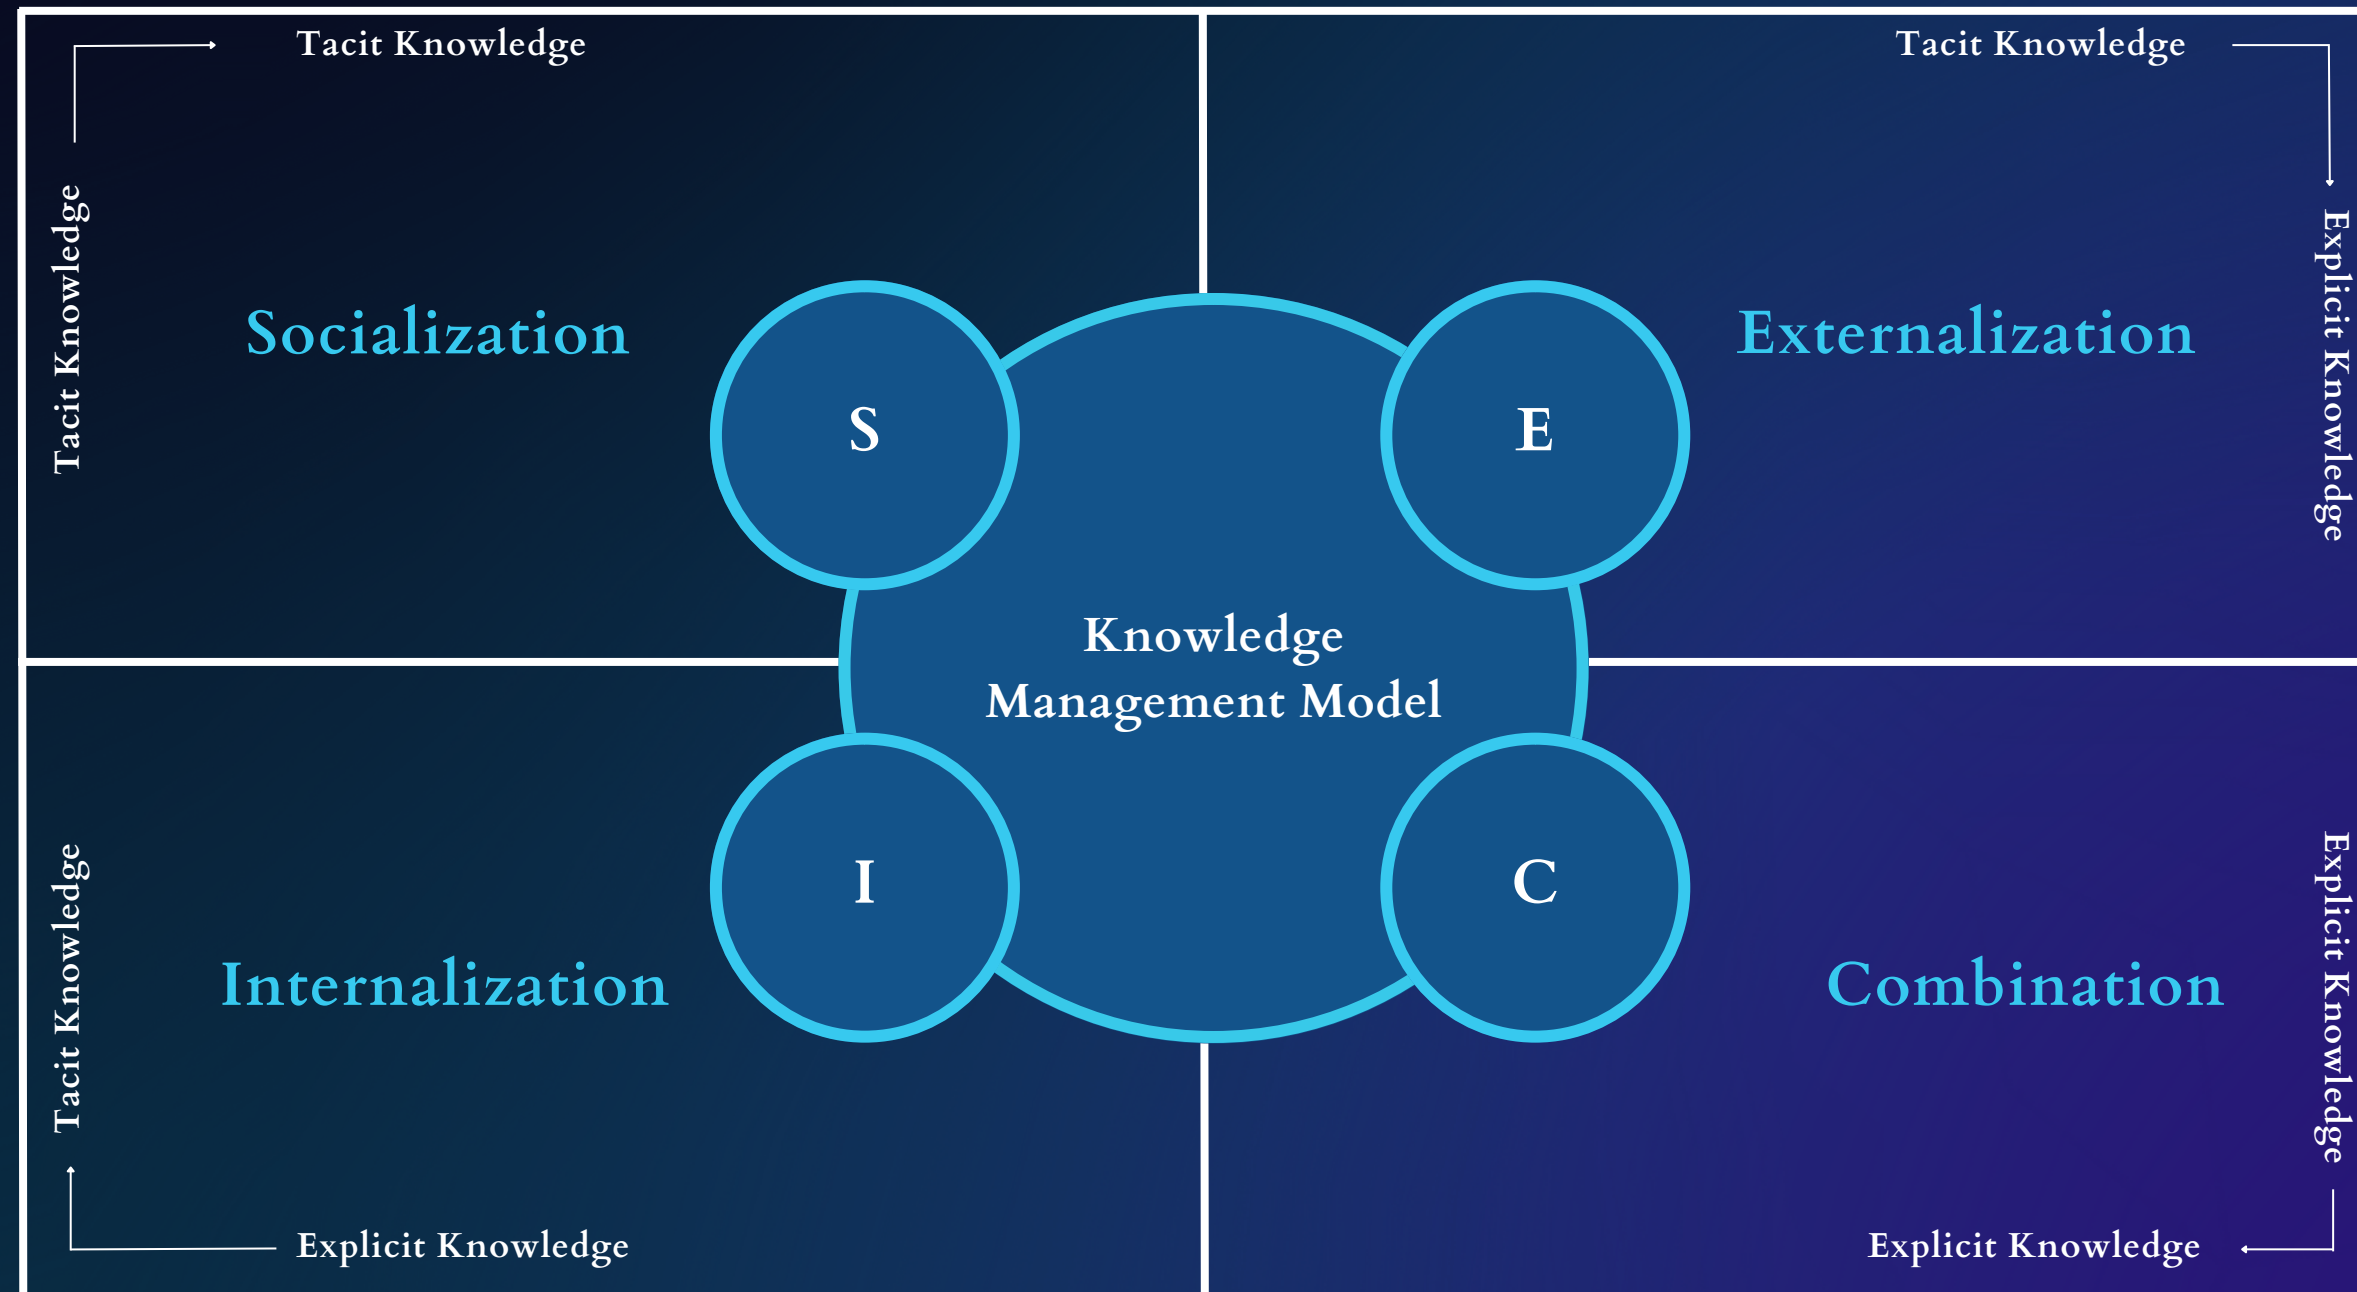 Tacit Knowledge
Tacit Knowledge
Tacit Knowledge
Explicit Knowledge
Socialization
Externalization
S
E
Knowledge
Management Model
I
C
Internalization
Combination
Tacit Knowledge
Explicit Knowledge
Explicit Knowledge
Explicit Knowledge